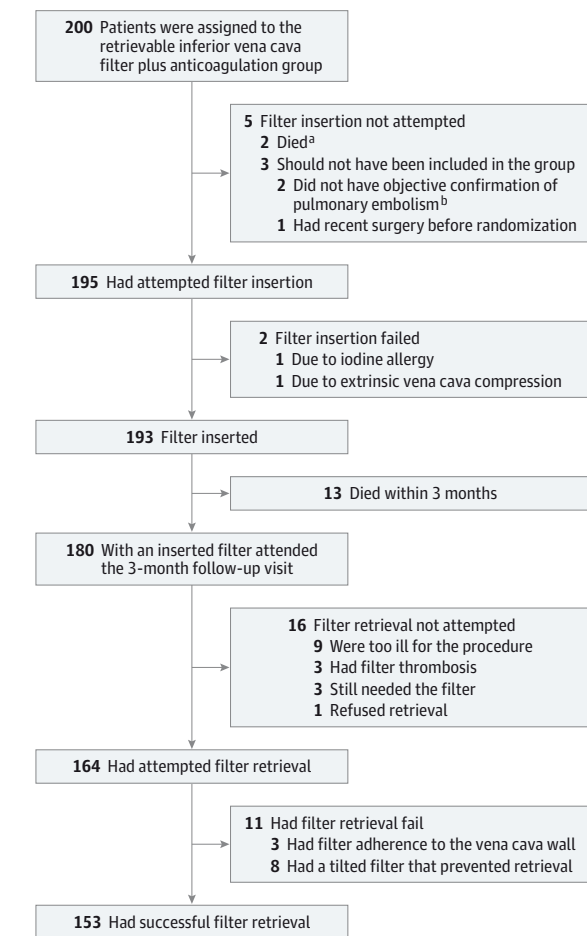 200 Patients were assigned to the
retrievable inferior vena cava
filter plus anticoagulation group
5 Filter insertion not attempted
2 Dieda
3 Should not have been included in the group
2 Did not have objective confirmation of
pulmonary embolismb
1 Had recent surgery before randomization
195 Had attempted filter insertion
2 Filter insertion failed
1 Due to iodine allergy
1 Due to extrinsic vena cava compression
193 Filter inserted
13 Died within 3 months
180 With an inserted filter attended
the 3-month follow-up visit
16 Filter retrieval not attempted
9 Were too ill for the procedure
3 Had filter thrombosis
3 Still needed the filter
1 Refused retrieval
164 Had attempted filter retrieval
11 Had filter retrieval fail
3 Had filter adherence to the vena cava wall
8 Had a tilted filter that prevented retrieval
153 Had successful filter retrieval